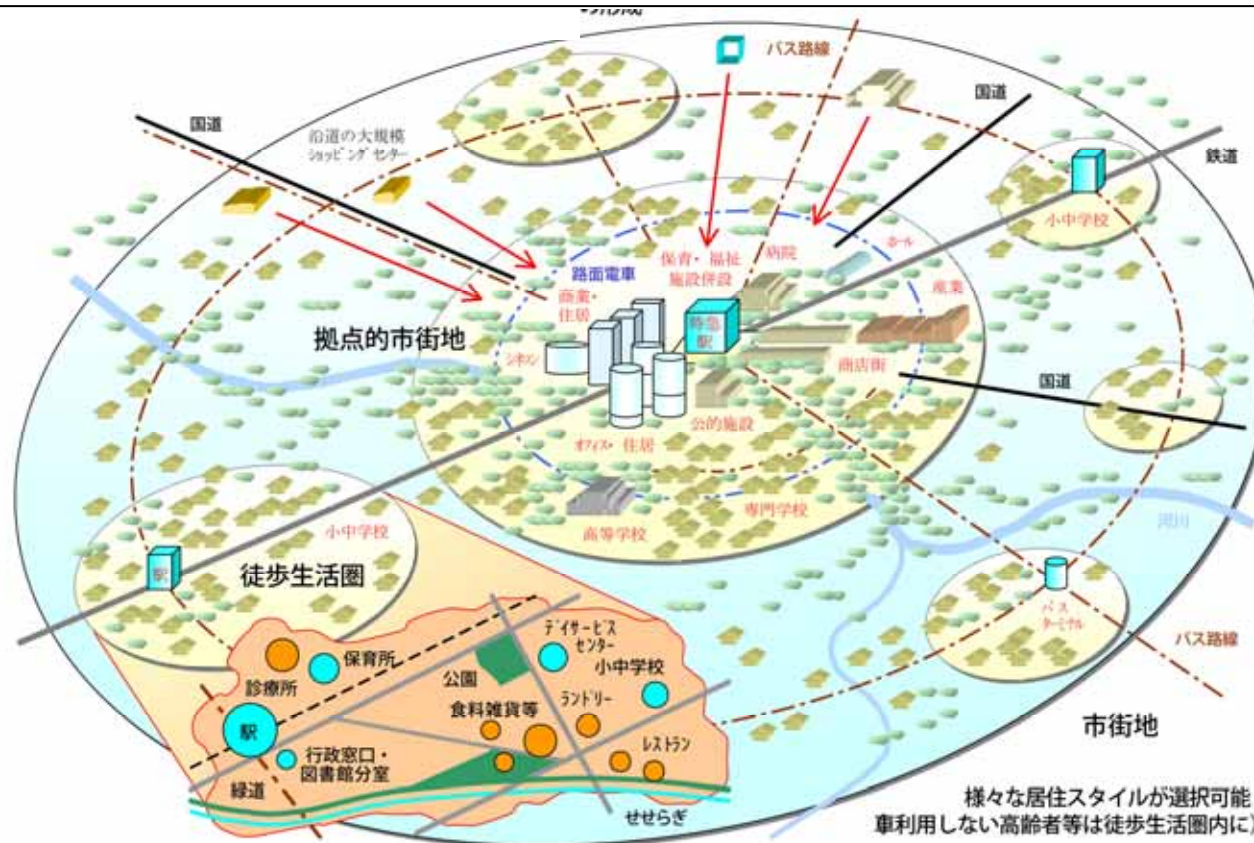 バス路線
国道
国道
沿道の大規模
ショッピングセンター
鉄道
小中学校
ホール
病院
保育・福祉
施設併設
路面電車
商業・
住居
産業
特急
駅
拠点的市街地
シネコン
商店街
国道
公的施設
オフィス・住居
専門学校
高等学校
河川
小中学校
駅
徒歩生活圏
バス
ターミナル
バス路線
デイサービス
センター
保育所
小中学校
公園
診療所
ランドリー
食料雑貨等
駅
レストラン
行政窓口・
図書館分室
緑道
せせらぎ
市街地
様々な居住スタイルが選択可能
車利用しない高齢者等は徒歩生活圏内に)